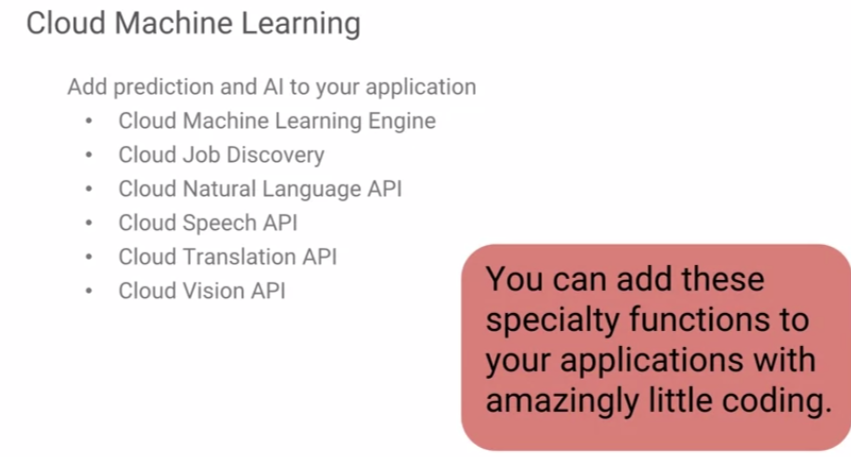 Cloud Machine Learning
Add prediction and AI to your application
• Cloud Machine Learning Engine
• Cloud Job Discovery
• Cloud Natural Language API
• Cloud Speech API
• Cloud Translation API
• Cloud Vision API
You can add these
specialty functions to
your applications with
amazingly little coding.